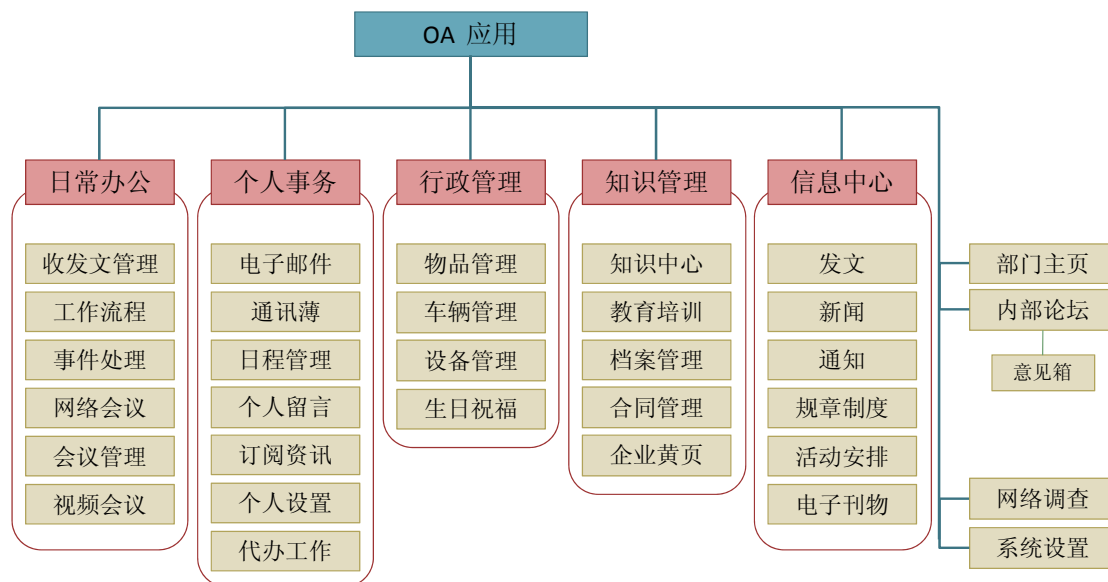 OA 应用
日常办公
收发文管理
工作流程
事件处理
网络会议
会议管理
视频会议
个人事务
电子邮件
通讯薄
日程管理
个人留言
订阅资讯
个人设置
代办工作
行政管理
物品管理
车辆管理
设备管理
生日祝福
知识管理
知识中心
教育培训
档案管理
合同管理
企业黄页
信息中心
发文
新闻
通知
规章制度
活动安排
电子刊物
部门主页
内部论坛
意见箱
网络调查
系统设置